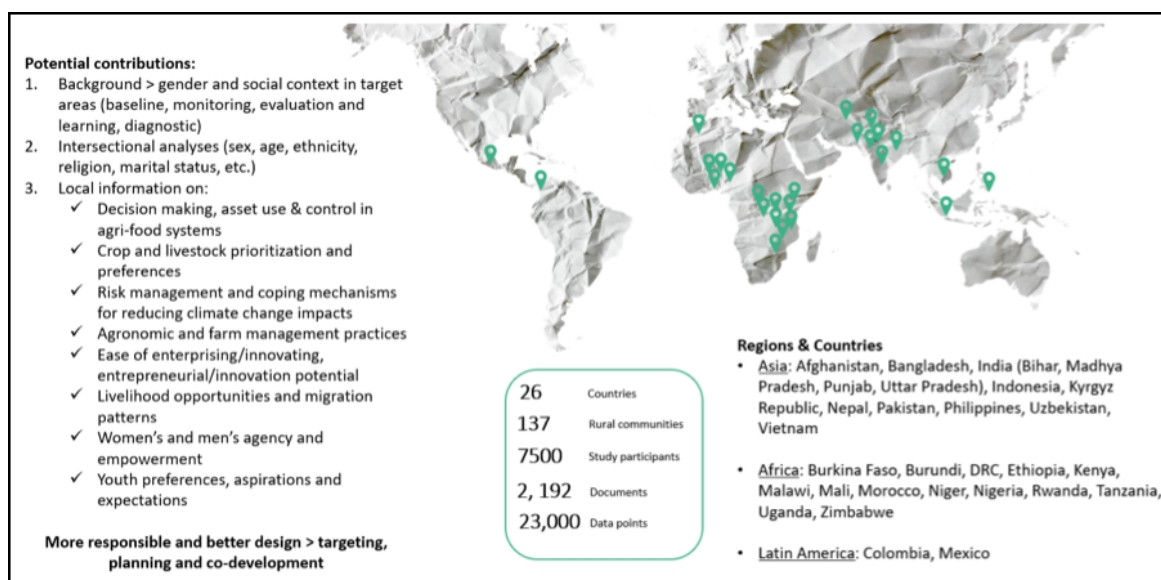 Potential contributions:
1. Background > gender and social context in target
areas (baseline, monitoring, evaluation and
learning, diagnostic)
2. Intersectional analyses (sex, age, ethnicity,
religion, marital status, etc.)
3. Local information on:
✓ Decision making, asset use & control in
agri-food systems
✓ Crop and livestock prioritization and
preferences
✓ Risk management and coping mechanisms
for reducing climate change impacts
✓ Agronomic and farm management practices
✓ Ease of enterprising/innovating,
entrepreneurial/innovation potential
✓ Livelihood opportunities and migration
patterns
✓ Women's and men's agency and
empowerment
✓ Youth preferences, aspirations and
expectations
More responsible and better design > targeting,
planning and co-development
26 Countries
137 Rural communities
7500 Study participants
2, 192 Documents
23,000 Data points
Regions & Countries
• Asia: Afghanistan, Bangladesh, India (Bihar, Madhya
Pradesh, Punjab, Uttar Pradesh), Indonesia, Kyrgyz
Republic, Nepal, Pakistan, Philippines, Uzbekistan,
Vietnam
• Africa: Burkina Faso, Burundi, DRC, Ethiopia, Kenya,
Malawi, Mali, Morocco, Niger, Nigeria, Rwanda, Tanzania,
Uganda, Zimbabwe
• Latin America: Colombia, Mexico